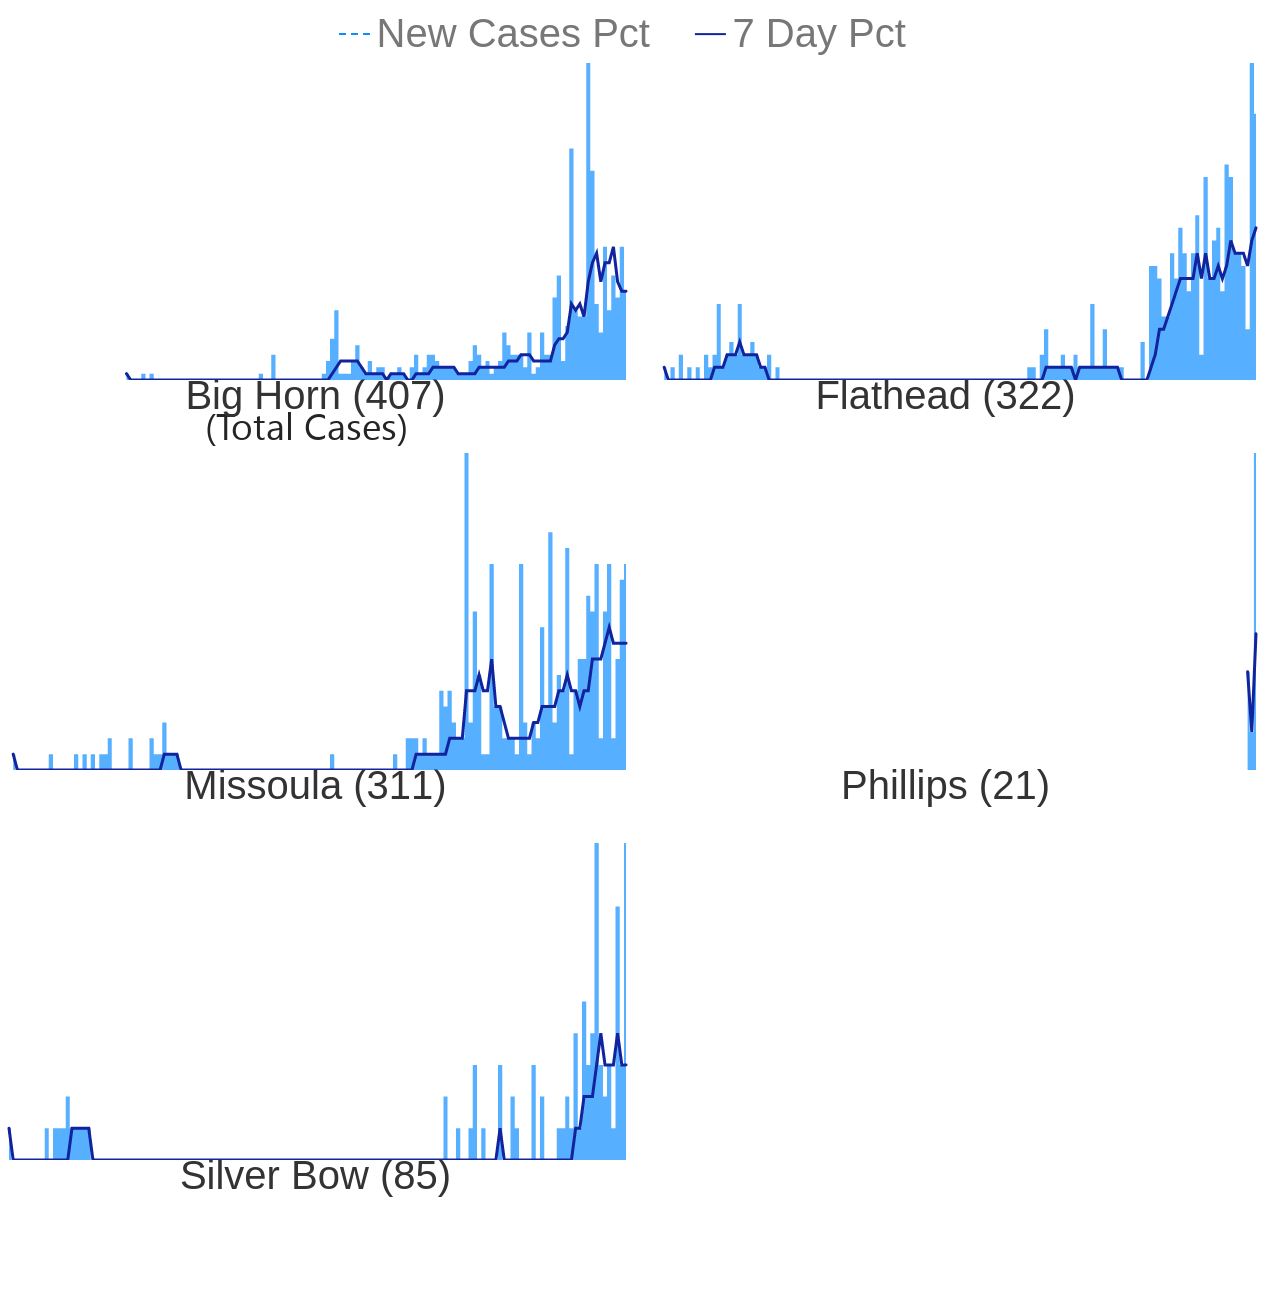 New Cases Pct 7 Day Pct
Big Horn (407)
(Total Cases)
Flathead (322)
Missoula (311)
Phillips (21)
Silver Bow (85)